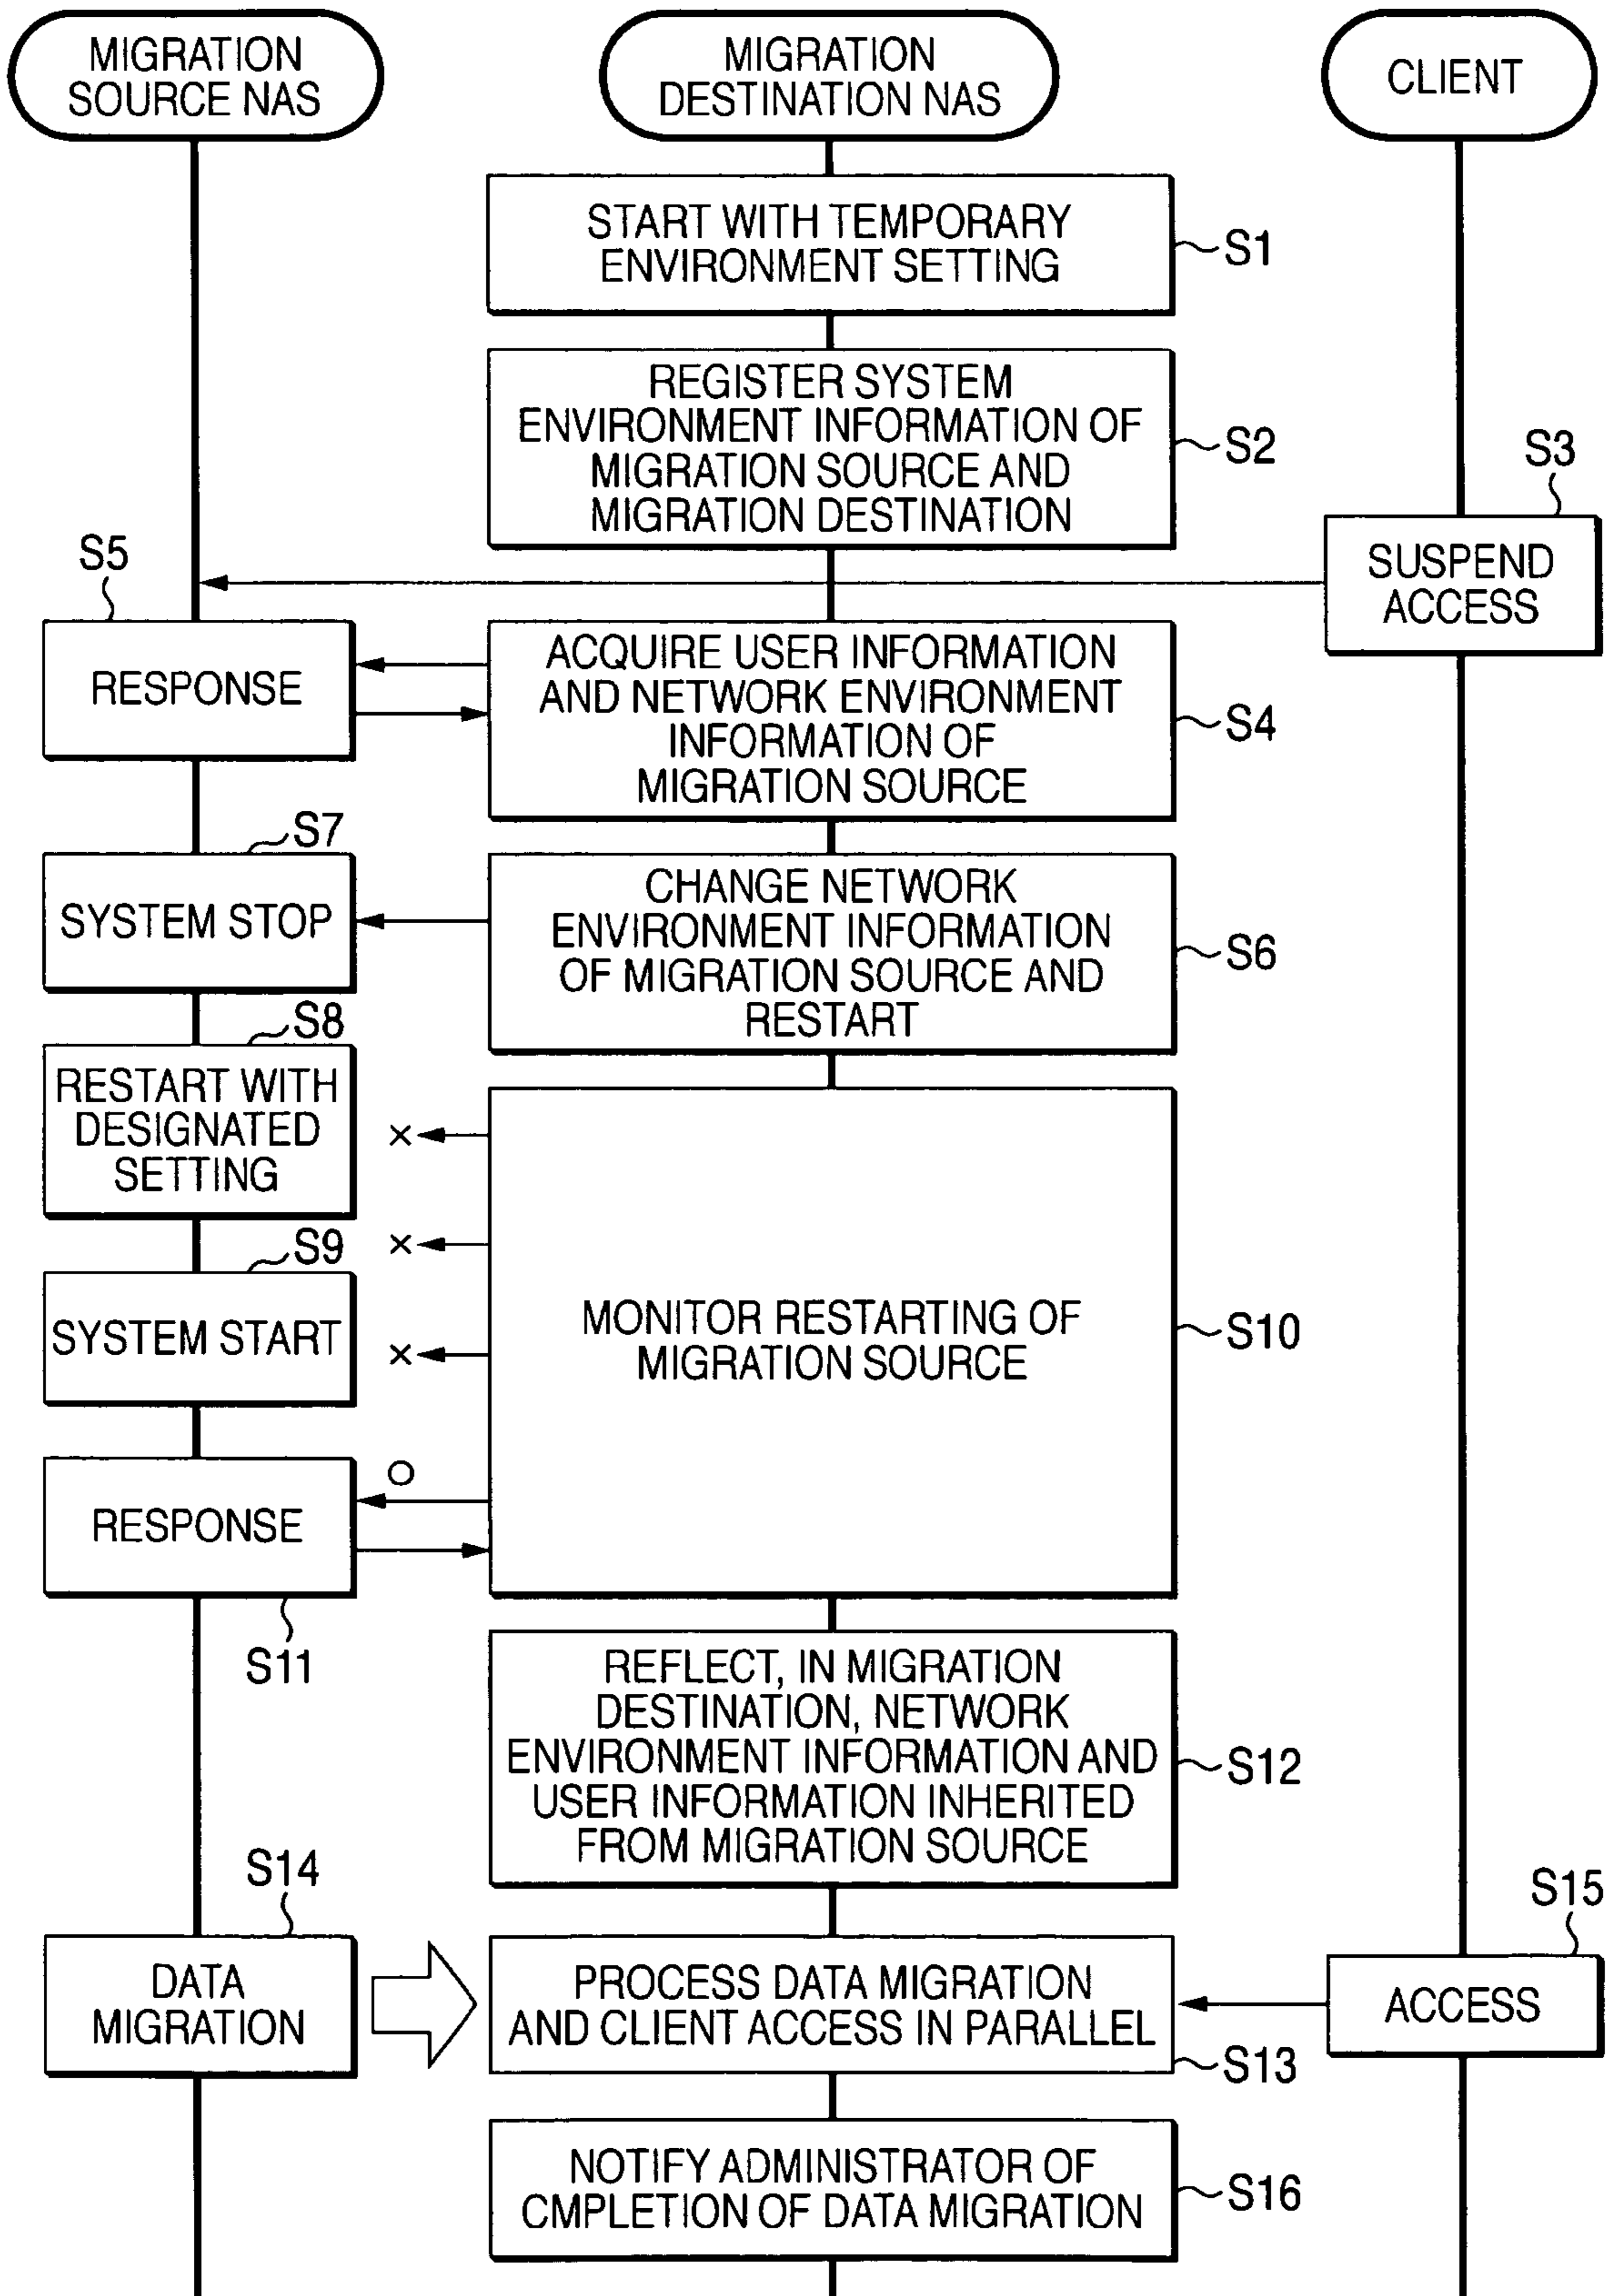 MIGRATION
SOURCE NAS
MIGRATION
DESTINATION NAS
CLIENT
START WITH TEMPORARY
ENVIRONMENT SETTING
S1
REGISTER SYSTEM
ENVIRONMENT INFORMATION OF
MIGRATION SOURCE AND
MIGRATION DESTINATION
S2
S3
SUSPEND
ACCESS
S5
RESPONSE
ACQUIRE USER INFORMATION
AND NETWORK ENVIRONMENT
INFORMATION OF
MIGRATION SOURCE
S4
S7
SYSTEM STOP
CHANGE NETWORK
ENVIRONMENT INFORMATION
OF MIGRATION SOURCE AND
RESTART
S6
S8
RESTART WITH
DESIGNATED
SETTING
×
×
S9
SYSTEM START
×
MONITOR RESTARTING OF
MIGRATION SOURCE
S10
○
RESPONSE
S11
REFLECT, IN MIGRATION
DESTINATION, NETWORK
ENVIRONMENT INFORMATION AND
USER INFORMATION INHERITED
FROM MIGRATION SOURCE
S12
S14
DATA
MIGRATION
PROCESS DATA MIGRATION
AND CLIENT ACCESS IN PARALLEL
S13
S15
ACCESS
NOTIFY ADMINISTRATOR OF
CMPLETION OF DATA MIGRATION
S16